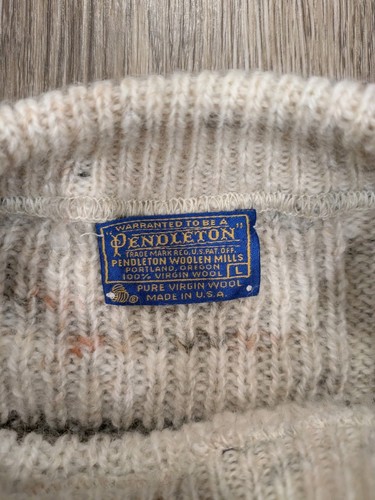 WARRANTED TO BE A
"PENDLETON"
TRADE MARK REG. U.S. PAT. OFF.
PENDLETON WOOLEN MILLS
PORTLAND, OREGON
100% VIRGIN WOOL L
PURE VIRGIN WOOL
® MADE IN U.S.A.